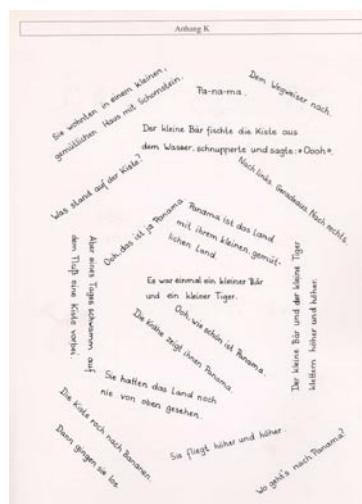 Anhang K
Sie wohnten in einem kleinen,
gemütlichen Haus mit Schornstein.
Pa-na-ma.
Dem Wegweiser nach.
Der kleine Bär fischte die Kiste aus
dem Wasser, schnupperte und sagte: »Oooh«.
Was stand auf der Kiste?
Nach links. Geradeaus. Nach rechts.
Ooh, das ist ja Panama
Panama ist das Land
mit ihrem kleinen, gemüt-
lichen Land.
Aber eines Tages schwamm auf
dem Fluß eine Kiste vorbei.
Es war einmal ein kleiner Bär
und ein kleiner Tiger.
Ooh, wie schön ist Panama.
Die Krähe zeigt ihnen Panama.
Der kleine Bär und der kleine Tiger
klettern höher und höher.
Sie hatten das Land noch
nie von oben gesehen.
Die Kiste roch nach Bananen.
Dann gingen sie los.
Sie fliegt höher und höher.
Wo geht's nach Panama?